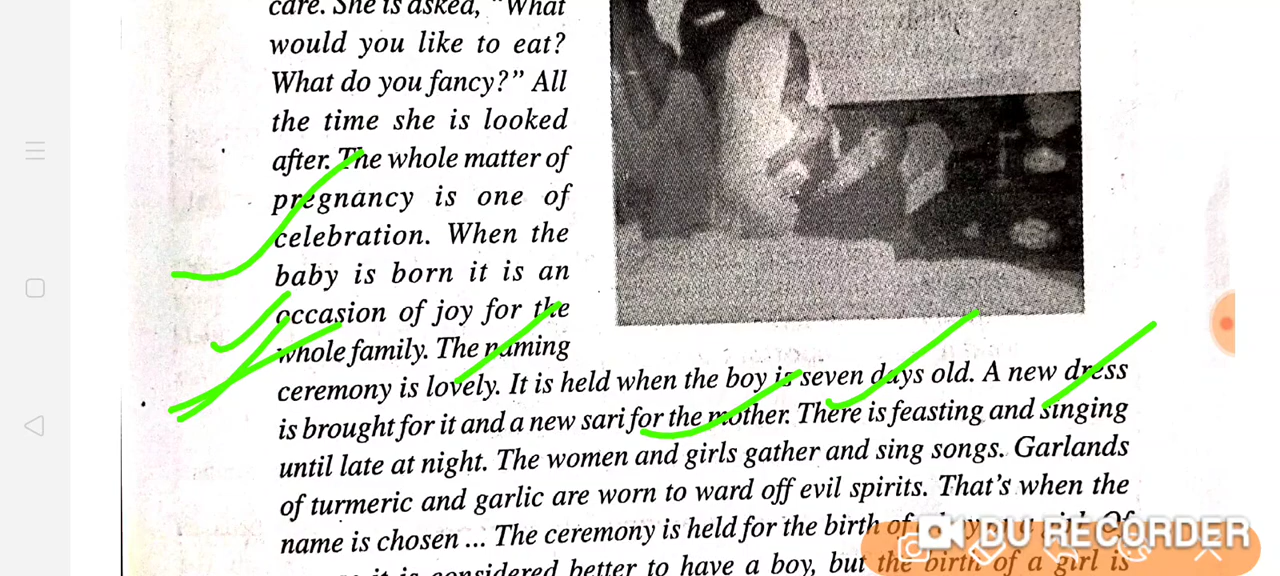 care. She is asked, "What
would you like to eat?
What do you fancy?" All
the time she is looked
after. The whole matter of
pregnancy is one of
celebration. When the
baby is born it is an
occasion of joy for the
whole family. The naming
ceremony is lovely. It is held when the boy is seven days old. A new dress
is brought for it and a new sari for the mother. There is feasting and singing
until late at night. The women and girls gather and sing songs. Garlands
of turmeric and garlic are worn to ward off evil spirits. That's when the
name is chosen ... The ceremony is held for the birth of
it is considered better to have a boy, but the birth of a girl is
DU RECORDER